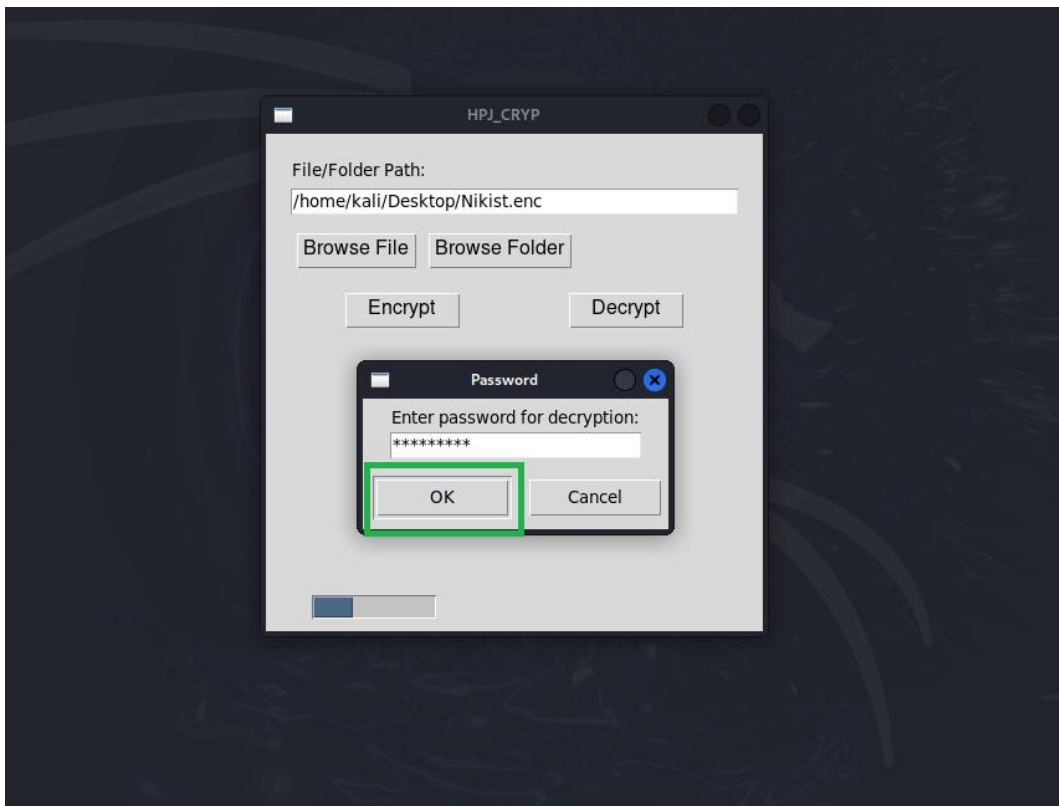 HPJ_CRYP
File/Folder Path:
/home/kali/Desktop/Nikist.enc
Browse File Browse Folder
Encrypt Decrypt
Password
Enter password for decryption:
*********
OK Cancel